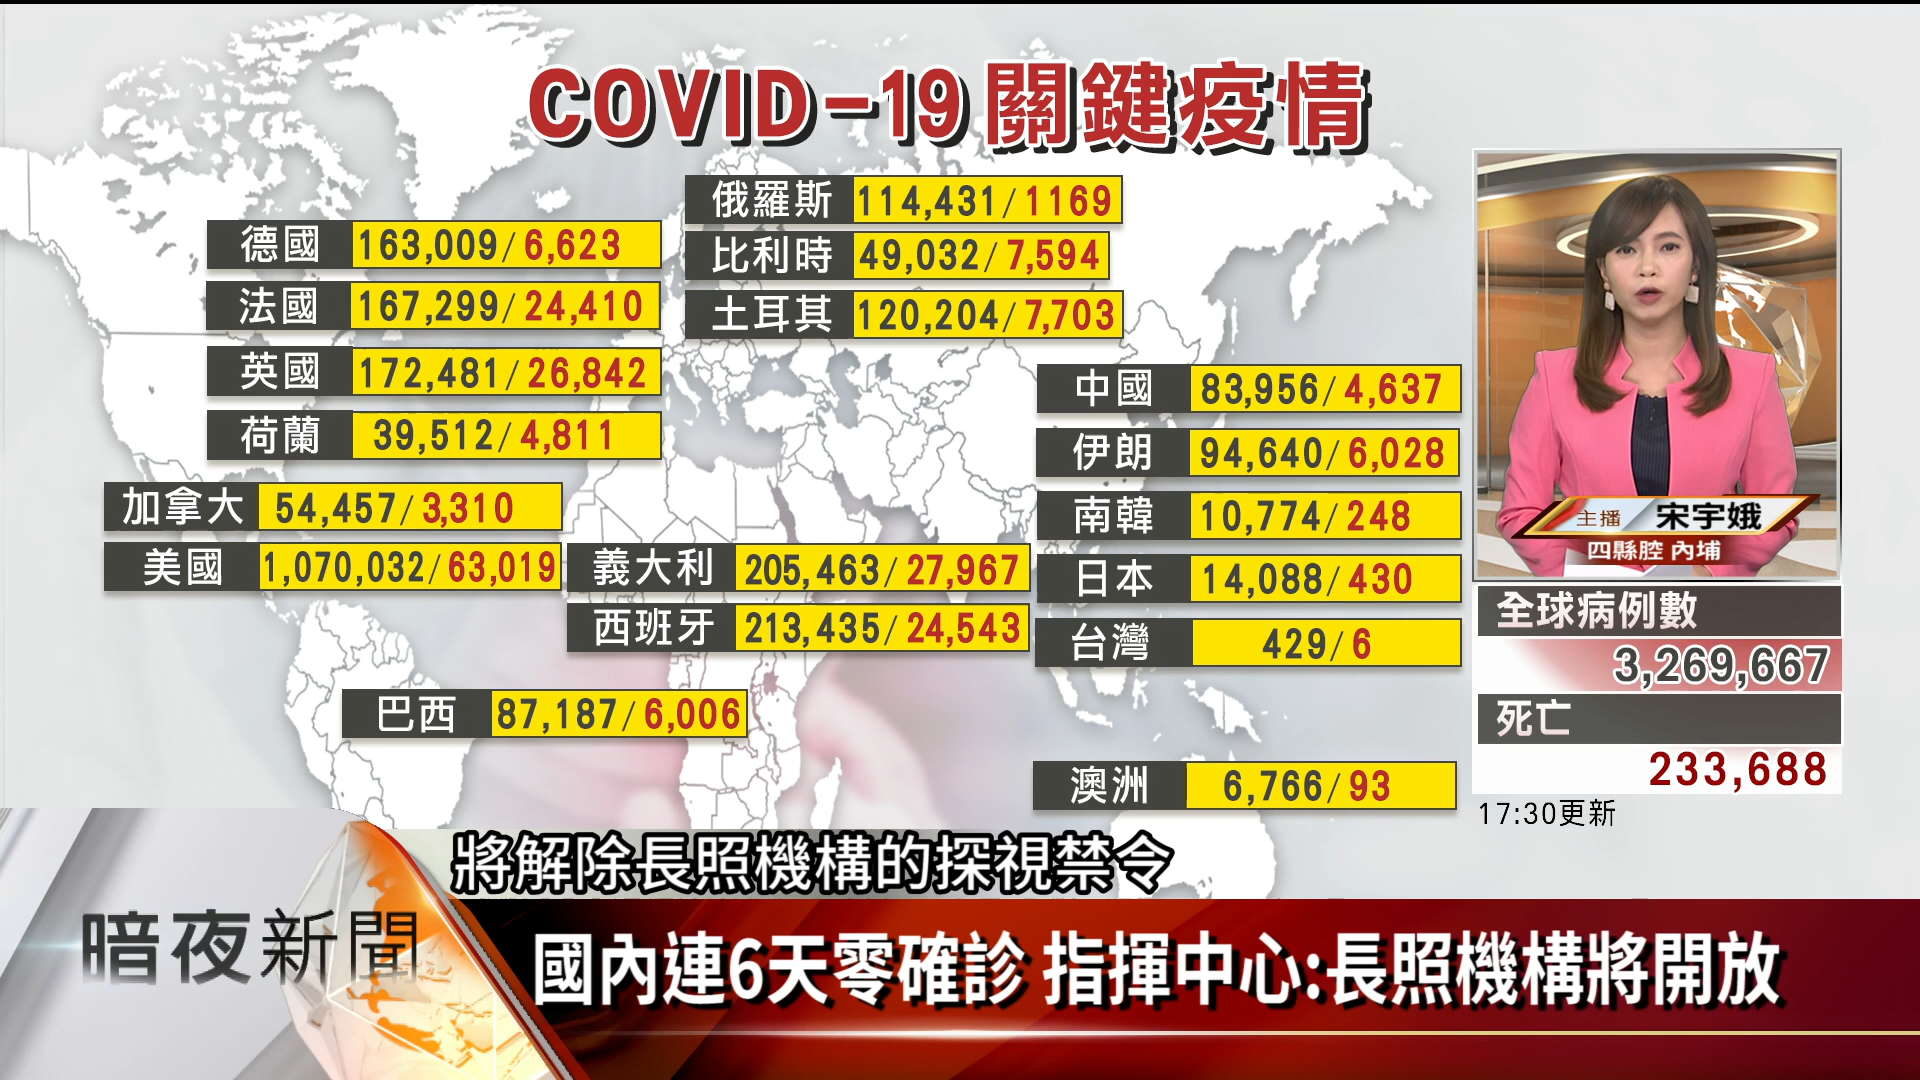 COVID-19關鍵疫情
俄羅斯 114,431/1169
比利時 49,032/7,594
土耳其 120,204/7,703
德國 163,009/6,623
法國 167,299/24,410
英國 172,481/26,842
荷蘭 39,512/4,811
加拿大 54,457/3,310
美國 1,070,032/63,019
義大利 205,463/27,967
西班牙 213,435/24,543
巴西 87,187/6,006
中國 83,956/4,637
伊朗 94,640/6,028
南韓 10,774/248
日本 14,088/430
台灣 429/6
澳洲 6,766/93
主播 宋宇娥
四縣腔 內埔
全球病例數
3,269,667
死亡
233,688
17:30更新
將解除長照機構的探視禁令
暗夜新聞
國內連6天零確診 指揮中心:長照機構將開放